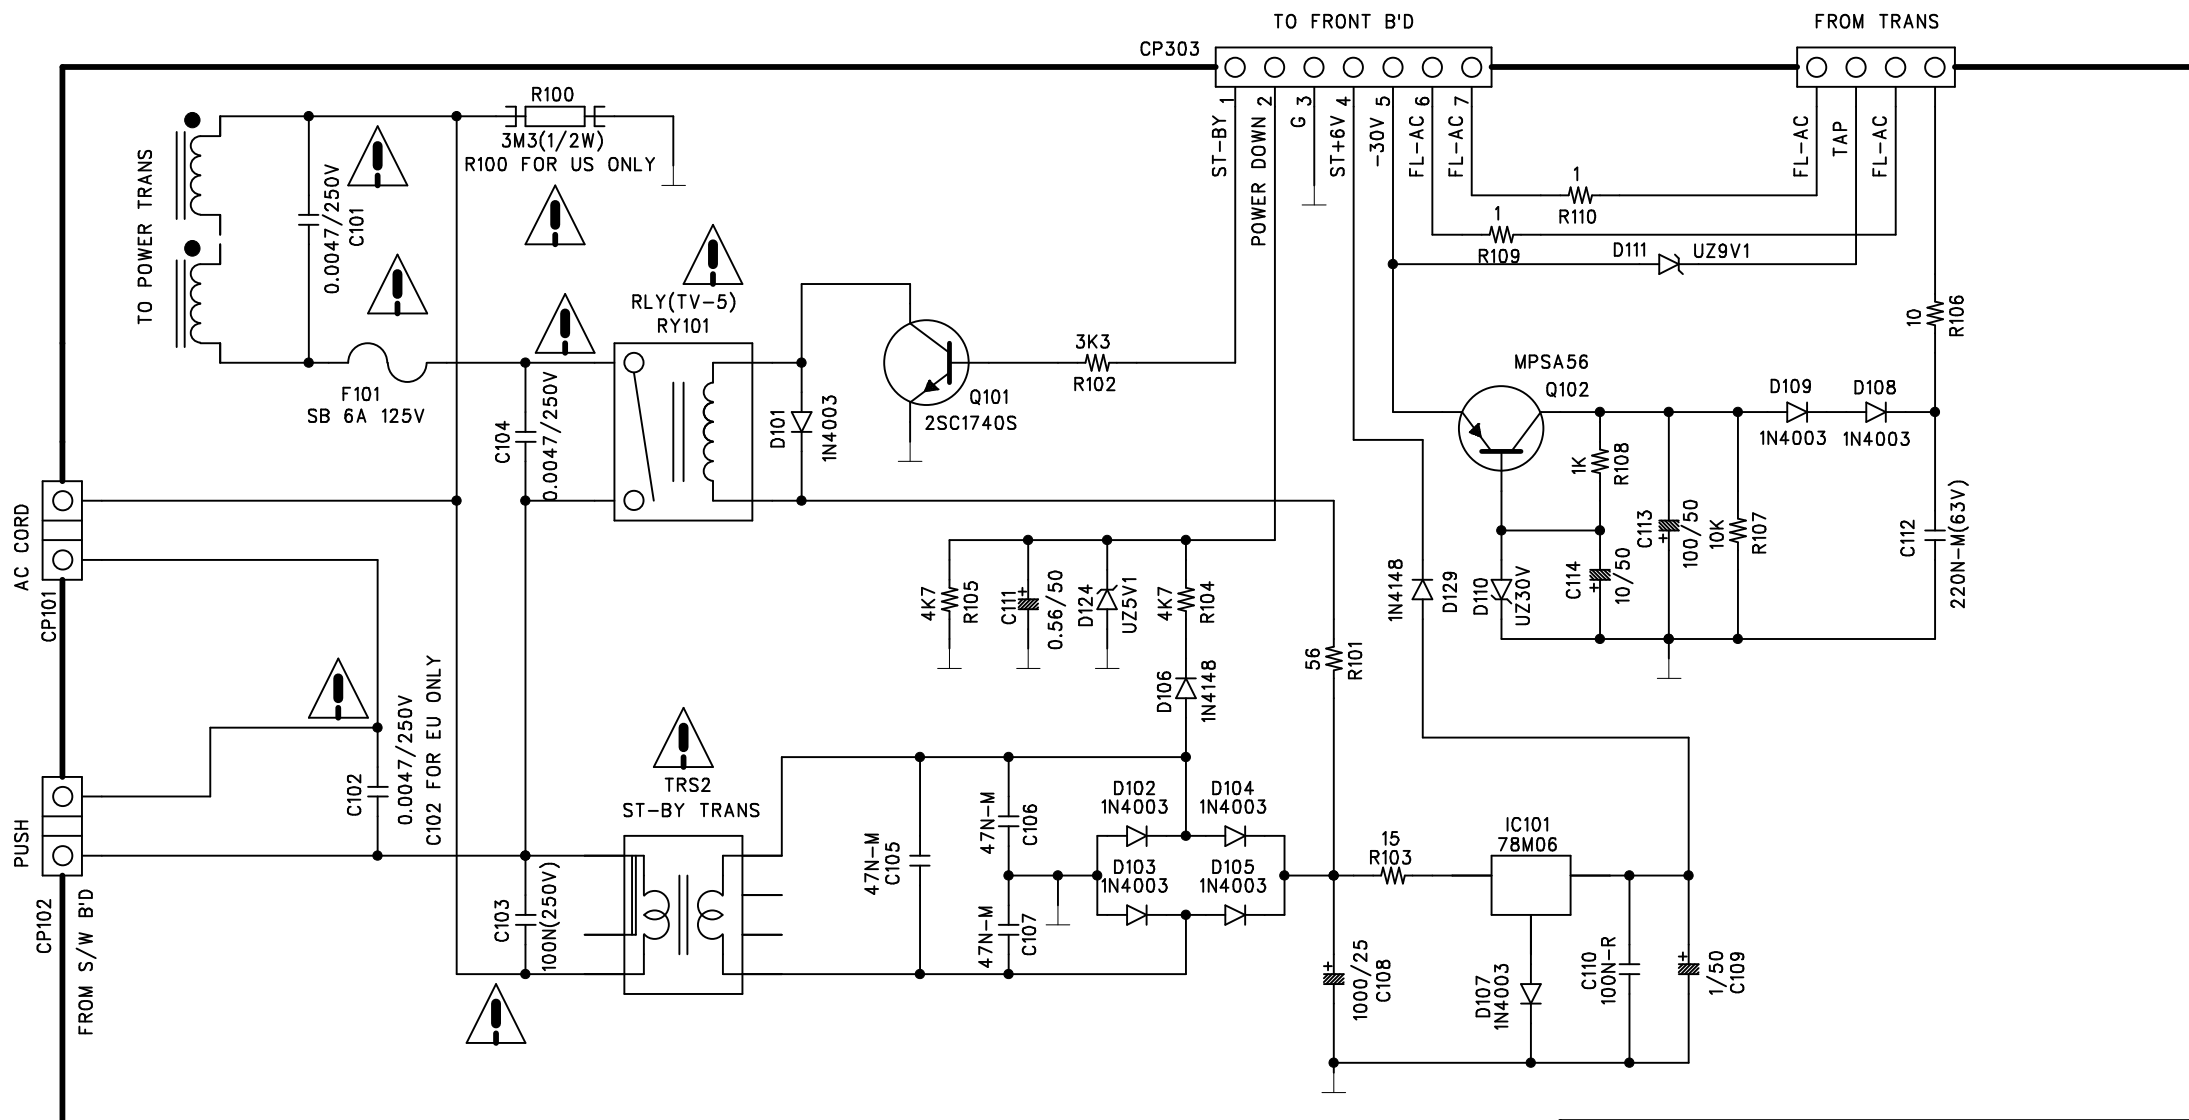 TO FRONT B'D
FROM TRANS
CP303
ST-BY 1
POWER DOWN 2
G 3
ST+6V 4
-30V 5
FL-AC 6
FL-AC 7
FL-AC
TAP
FL-AC
R100
3M3(1/2W)
R100 FOR US ONLY
TO POWER TRANS
0.0047/250V
C101
1
R110
1
R109
D111
UZ9V1
10
R106
RLY(TV-5)
RY101
F101
SB 6A 125V
C104
0.0047/250V
D101
1N4003
Q101
2SC1740S
3K3
R102
MPSA56
Q102
D109
1N4003
D108
1N4003
1K
R108
C113
100/50
+
10K
R107
C112
220N-M(63V)
C114
10/50
+
D110
UZ30V
1N4148
D129
AC CORD
CP101
4K7
R105
C111
+
0.56/50
D124
UZ5V1
4K7
R104
D106
1N4148
56
R101
C102
0.0047/250V
C102 FOR EU ONLY
PUSH
CP102
FROM S/W B'D
TRS2
ST-BY TRANS
C103
100N(250V)
47N-M
C105
47N-M
C106
47N-M
C107
D102
1N4003
D104
1N4003
D103
1N4003
D105
1N4003
15
R103
IC101
78M06
+
1000/25
C108
D107
1N4003
C110
100N-R
+
1/50
C109